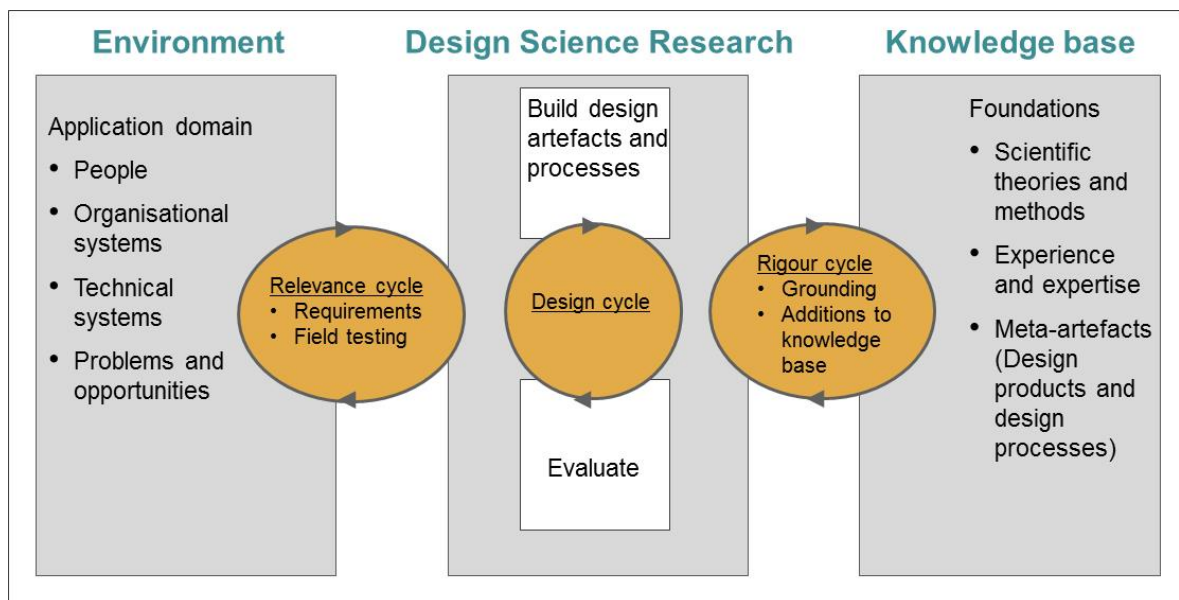 Environment
Design Science Research
Knowledge base
Application domain
• People
• Organisational
systems
• Technical
systems
• Problems and
opportunities
Relevance cycle
• Requirements
• Field testing
Build design
artefacts and
processes
Design cycle
Evaluate
Rigour cycle
• Grounding
• Additions to
knowledge
base
Foundations
• Scientific
theories and
methods
• Experience
and expertise
• Meta-artefacts
(Design
products and
design
processes)